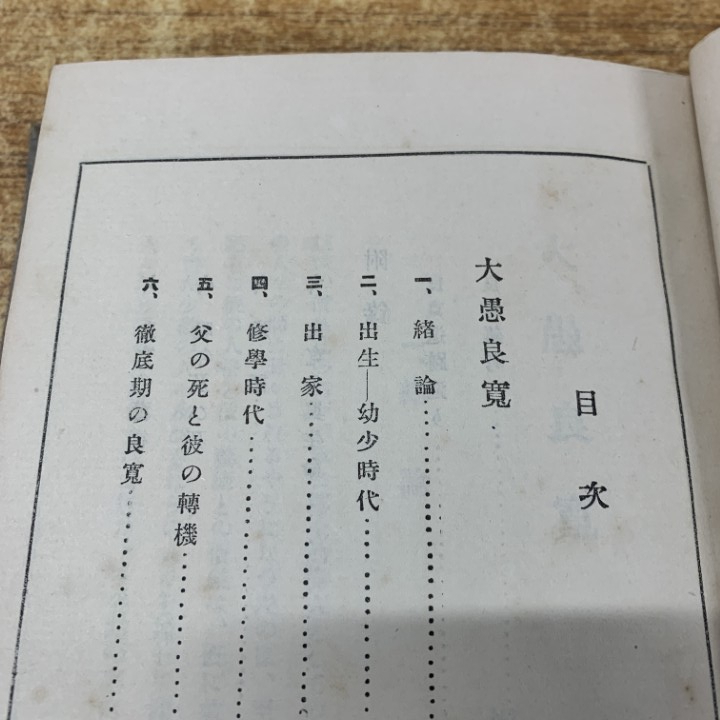 目次
大愚良寛
一、緒論
二、出生―幼少時代
三、出家
四、修學時代
五、父の死と彼の轉機
六、徹底期の良寛